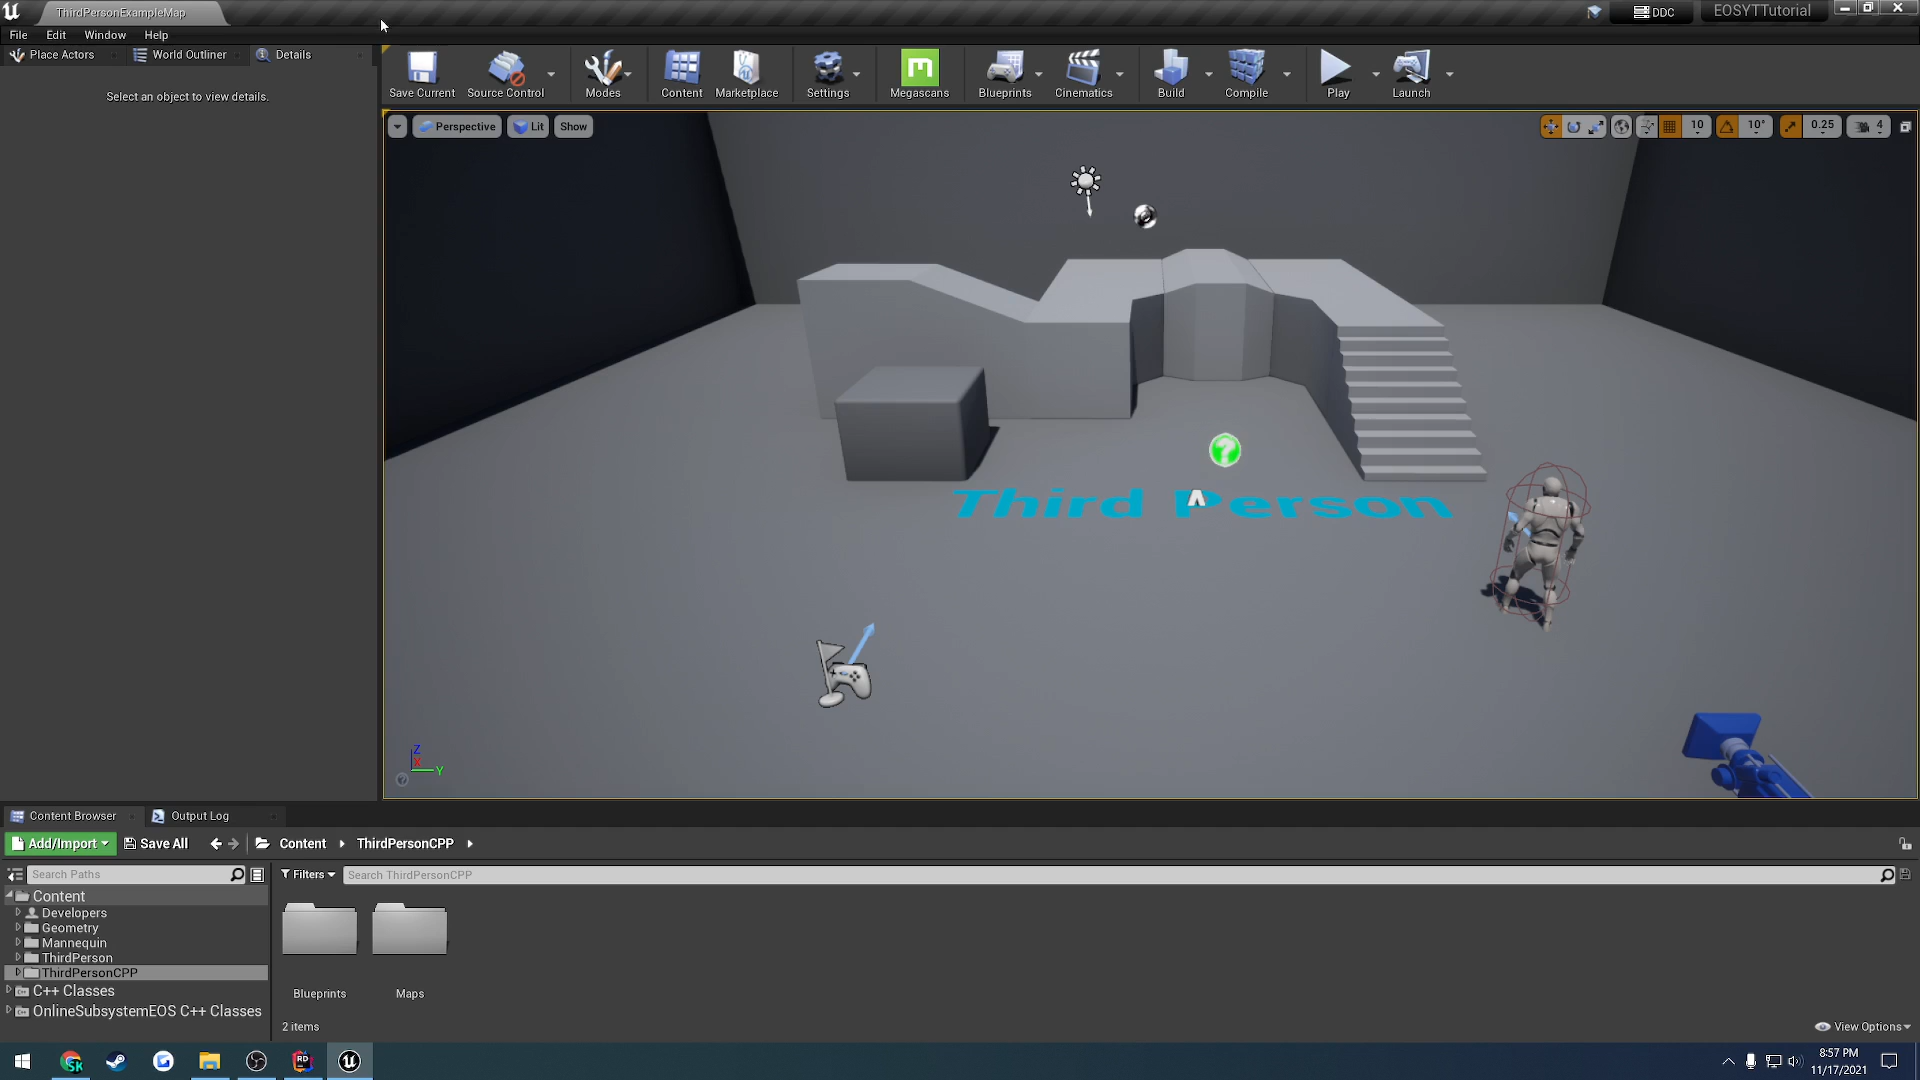 ThirdPersonExampleMap
DDC
EOSYTTutorial
File Edit Window Help
Place Actors World Outliner Details
Select an object to view details.
Save Current Source Control Modes Content Marketplace Settings Megascans Blueprints Cinematics Build Compile Play Launch
Perspective Lit Show
10 10° 0.25 4
Third Person
Z
X
Y
Content Browser Output Log
Add/Import Save All Content ThirdPersonCPP
Search Paths Filters Search ThirdPersonCPP
Content
Developers
Geometry
Mannequin
ThirdPerson
ThirdPersonCPP
C++ Classes
OnlineSubsystemEOS C++ Classes
Blueprints Maps
2 items View Options
8:57 PM
11/17/2021